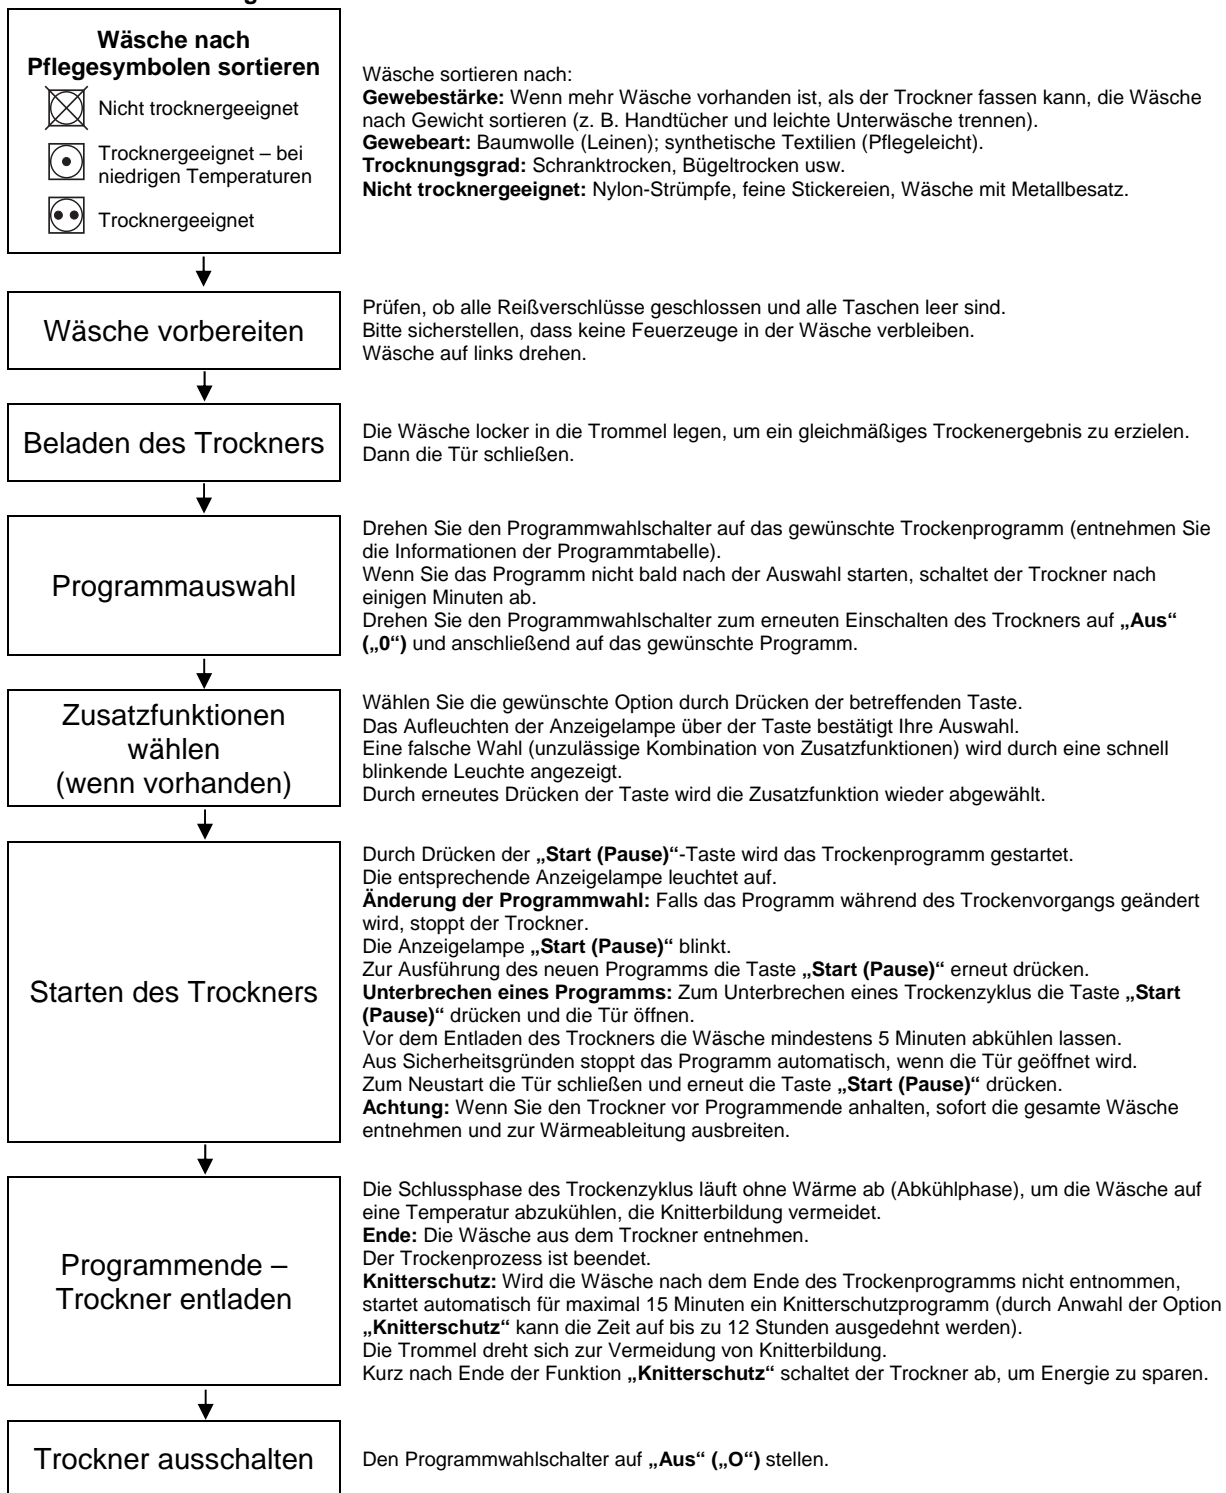 Wäsche nach
Pflegesymbolen sortieren
Nicht trocknergeeignet
Trocknergeeignet – bei
niedrigen Temperaturen
Trocknergeeignet
Wäsche sortieren nach:
Gewebestärke: Wenn mehr Wäsche vorhanden ist, als der Trockner fassen kann, die Wäsche
nach Gewicht sortieren (z. B. Handtücher und leichte Unterwäsche trennen).
Gewebeart: Baumwolle (Leinen); synthetische Textilien (Pflegeleicht).
Trocknungsgrad: Schranktrocken, Bügeltrocken usw.
Nicht trocknergeeignet: Nylon-Strümpfe, feine Stickereien, Wäsche mit Metallbesatz.
Wäsche vorbereiten
Prüfen, ob alle Reißverschlüsse geschlossen und alle Taschen leer sind.
Bitte sicherstellen, dass keine Feuerzeuge in der Wäsche verbleiben.
Wäsche auf links drehen.
Beladen des Trockners
Die Wäsche locker in die Trommel legen, um ein gleichmäßiges Trockenergebnis zu erzielen.
Dann die Tür schließen.
Programmauswahl
Drehen Sie den Programmwahlschalter auf das gewünschte Trockenprogramm (entnehmen Sie
die Informationen der Programmtabelle).
Wenn Sie das Programm nicht bald nach der Auswahl starten, schaltet der Trockner nach
einigen Minuten ab.
Drehen Sie den Programmwahlschalter zum erneuten Einschalten des Trockners auf „Aus“
(„0“) und anschließend auf das gewünschte Programm.
Zusatzfunktionen
wählen
(wenn vorhanden)
Wählen Sie die gewünschte Option durch Drücken der betreffenden Taste.
Das Aufleuchten der Anzeigelampe über der Taste bestätigt Ihre Auswahl.
Eine falsche Wahl (unzulässige Kombination von Zusatzfunktionen) wird durch eine schnell
blinkende Leuchte angezeigt.
Durch erneutes Drücken der Taste wird die Zusatzfunktion wieder abgewählt.
Starten des Trockners
Durch Drücken der „Start (Pause)“-Taste wird das Trockenprogramm gestartet.
Die entsprechende Anzeigelampe leuchtet auf.
Änderung der Programmwahl: Falls das Programm während des Trockenvorgangs geändert
wird, stoppt der Trockner.
Die Anzeigelampe „Start (Pause)“ blinkt.
Zur Ausführung des neuen Programms die Taste „Start (Pause)“ erneut drücken.
Unterbrechen eines Programms: Zum Unterbrechen eines Trockenzyklus die Taste „Start
(Pause)“ drücken und die Tür öffnen.
Vor dem Entladen des Trockners die Wäsche mindestens 5 Minuten abkühlen lassen.
Aus Sicherheitsgründen stoppt das Programm automatisch, wenn die Tür geöffnet wird.
Zum Neustart die Tür schließen und erneut die Taste „Start (Pause)“ drücken.
Achtung: Wenn Sie den Trockner vor Programmende anhalten, sofort die gesamte Wäsche
entnehmen und zur Wärmeableitung ausbreiten.
Programmende –
Trockner entladen
Die Schlussphase des Trockenzyklus läuft ohne Wärme ab (Abkühlphase), um die Wäsche auf
eine Temperatur abzukühlen, die Knitterbildung vermeidet.
Ende: Die Wäsche aus dem Trockner entnehmen.
Der Trockenprozess ist beendet.
Knitterschutz: Wird die Wäsche nach dem Ende des Trockenprogramms nicht entnommen,
startet automatisch für maximal 15 Minuten ein Knitterschutzprogramm (durch Anwahl der Option
„Knitterschutz“ kann die Zeit auf bis zu 12 Stunden ausgedehnt werden).
Die Trommel dreht sich zur Vermeidung von Knitterbildung.
Kurz nach Ende der Funktion „Knitterschutz“ schaltet der Trockner ab, um Energie zu sparen.
Trockner ausschalten
Den Programmwahlschalter auf „Aus“ („O“) stellen.